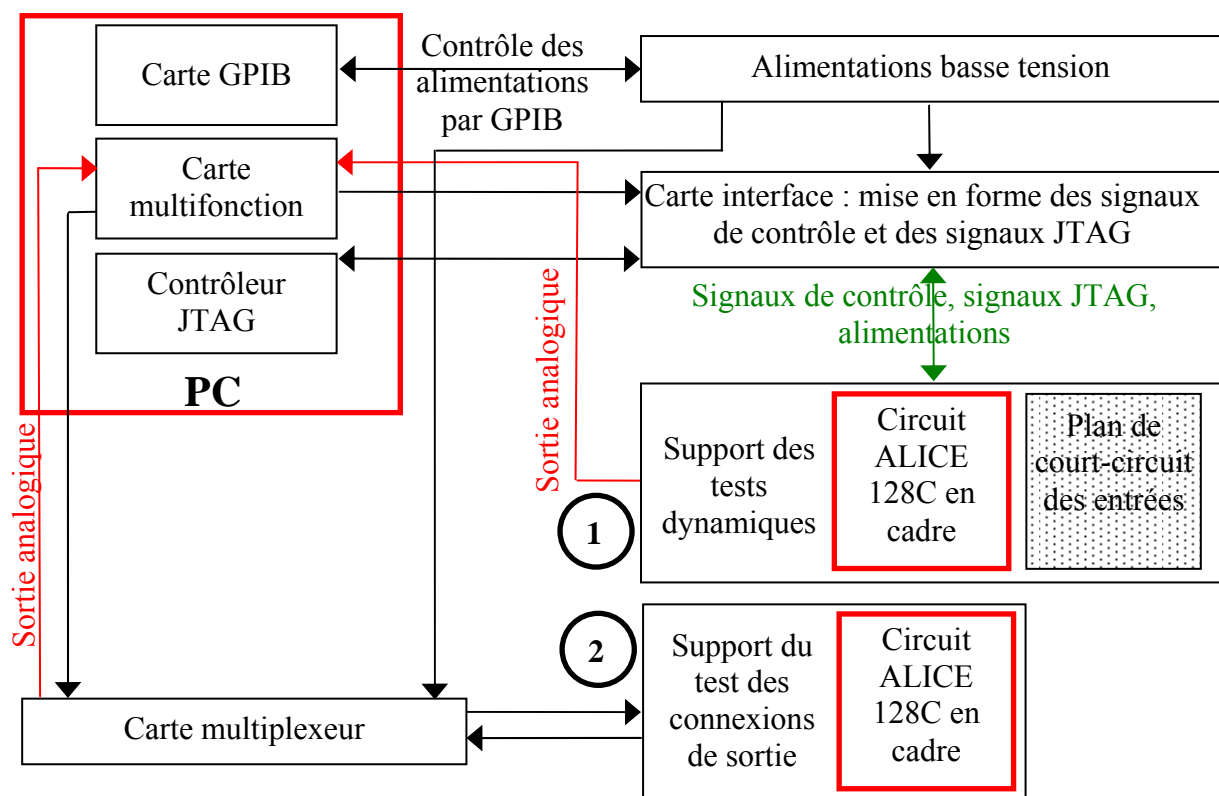 Carte GPIB
Contrôle des
alimentations
par GPIB
Alimentations basse tension
Carte
multifonction
Carte interface : mise en forme des signaux
de contrôle et des signaux JTAG
Contrôleur
JTAG
PC
Signaux de contrôle, signaux JTAG,
alimentations
Sortie analogique
Sortie analogique
1
Support des
tests
dynamiques
Circuit
ALICE
128C en
cadre
Plan de
court-circuit
des entrées
2
Support du
test des
connexions
de sortie
Circuit
ALICE
128C en
cadre
Carte multiplexeur